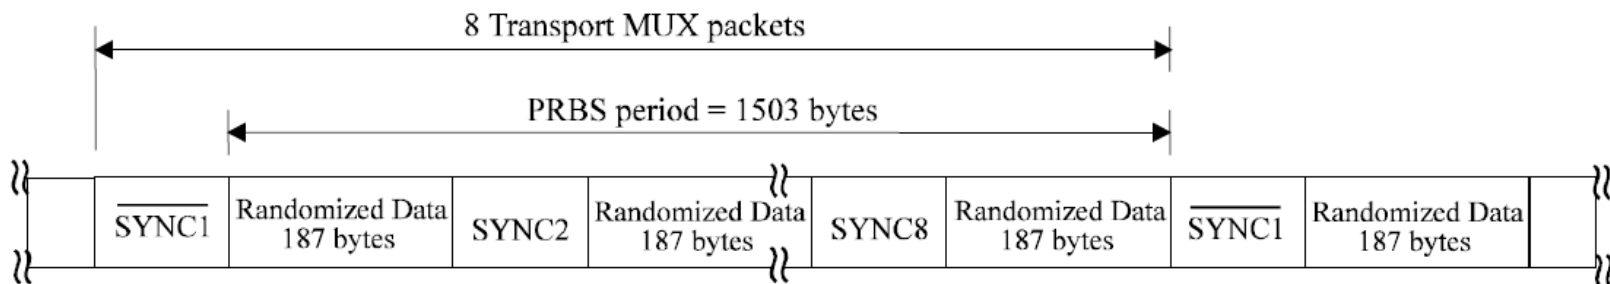 8 Transport MUX packets
PRBS period = 1503 bytes
SYNC1
Randomized Data
187 bytes
SYNC2
Randomized Data
187 bytes
SYNC8
Randomized Data
187 bytes
SYNC1
Randomized Data
187 bytes